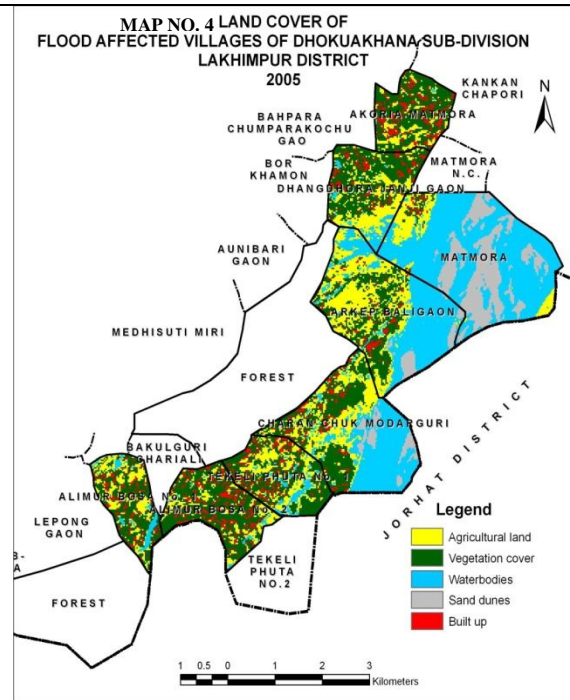 MAP NO. 4 LAND COVER OF
FLOOD AFFECTED VILLAGES OF DHOKUAKHANA SUB-DIVISION
LAKHIMPUR DISTRICT
2005
KANKAN
CHAPORI
N
AKORIA MATMORA
BAHPARA
CHUMPARAKOCHU
GAO
BOR
KHAMON
MATMORA
N.C.
DHANGDHORA JANJI GAON
AUNIBARI
GAON
MATMORA
ARKEP BALIGAON
MEDHISUTI MIRI
FOREST
CHARAN CHUK MODARGURI
JORHAT DISTRICT
BAKULGURI
GHARIALI
TEKELI PHUTA No. 1
ALIMUR BOSA No. 1
ALIMUR BOSA No. 2
LEPONG
GAON
B-
A
TEKELI
PHUTA
NO.2
FOREST
Legend
Agricultural land
Vegetation cover
Waterbodies
Sand dunes
Built up
1 0.5 0 1 2 3
Kilometers